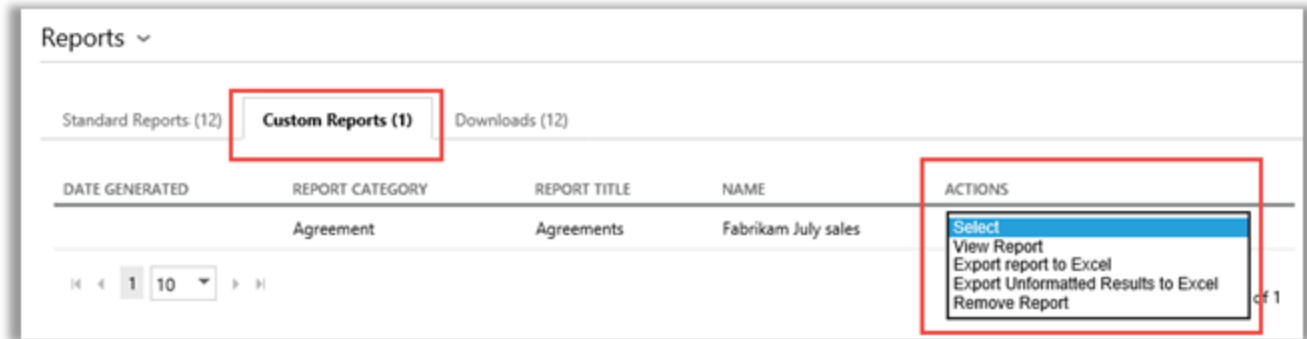 Reports
Standard Reports (12) Custom Reports (1) Downloads (12)
DATE GENERATED REPORT CATEGORY REPORT TITLE NAME ACTIONS
Agreement Agreements Fabrikam July sales Select
View Report
Export report to Excel
Export Unformatted Results to Excel
Remove Report
1 10 of 1